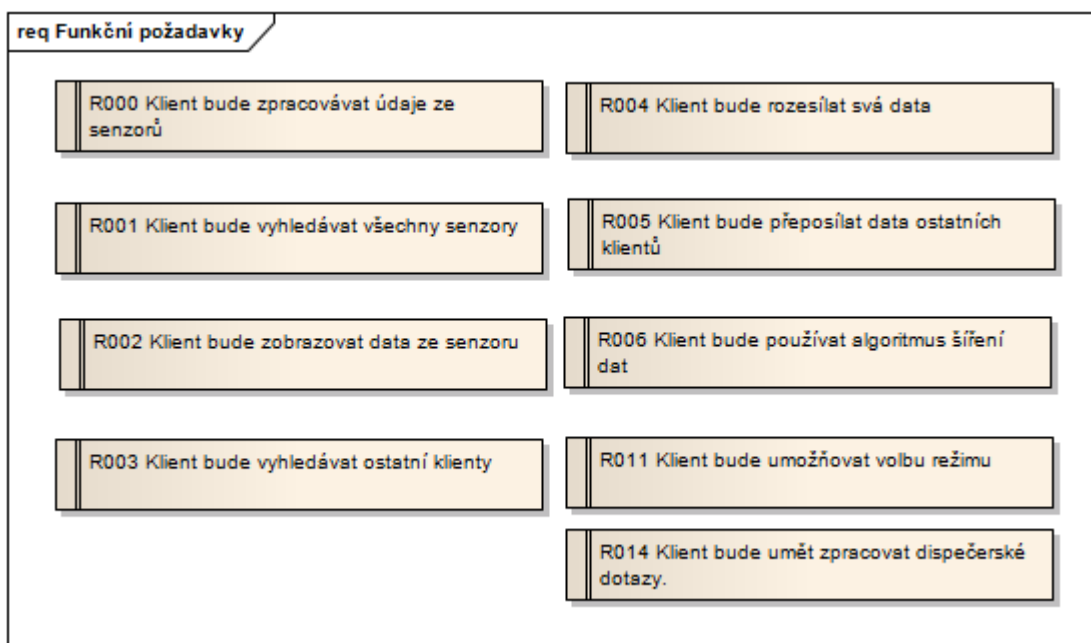 req Funkční požadavky
R000 Klient bude zpracovávat údaje ze
senzorů
R001 Klient bude vyhledávat všechny senzory
R002 Klient bude zobrazovat data ze senzoru
R003 Klient bude vyhledávat ostatní klienty
R004 Klient bude rozesílat svá data
R005 Klient bude přeposílat data ostatních
klientů
R006 Klient bude používat algoritmus šíření
dat
R011 Klient bude umožňovat volbu režimu
R014 Klient bude umět zpracovat dispečerské
dotazy.